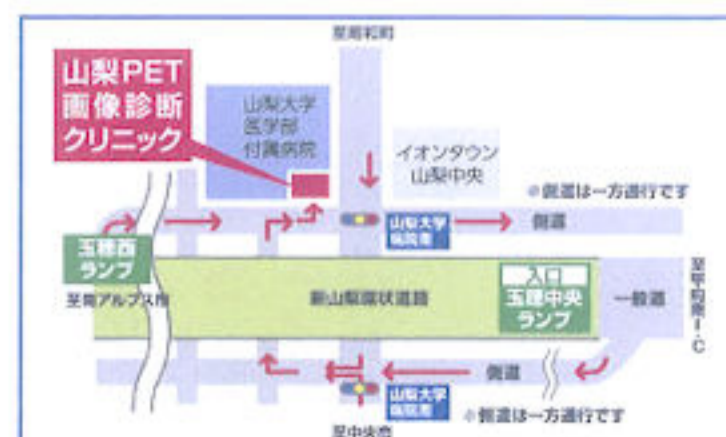 至昭和町
山梨PET
画像診断
クリニック
山梨大学
医学部
付属病院
イオンタウン
山梨中央
※側道は一方通行です
山梨大学
病院南
側道
玉穂西
ランプ
至南アルプス市
新山梨環状道路
入口
玉穂中央
ランプ
一般道
至甲府南I・C
側道
山梨大学
病院南
※側道は一方通行です